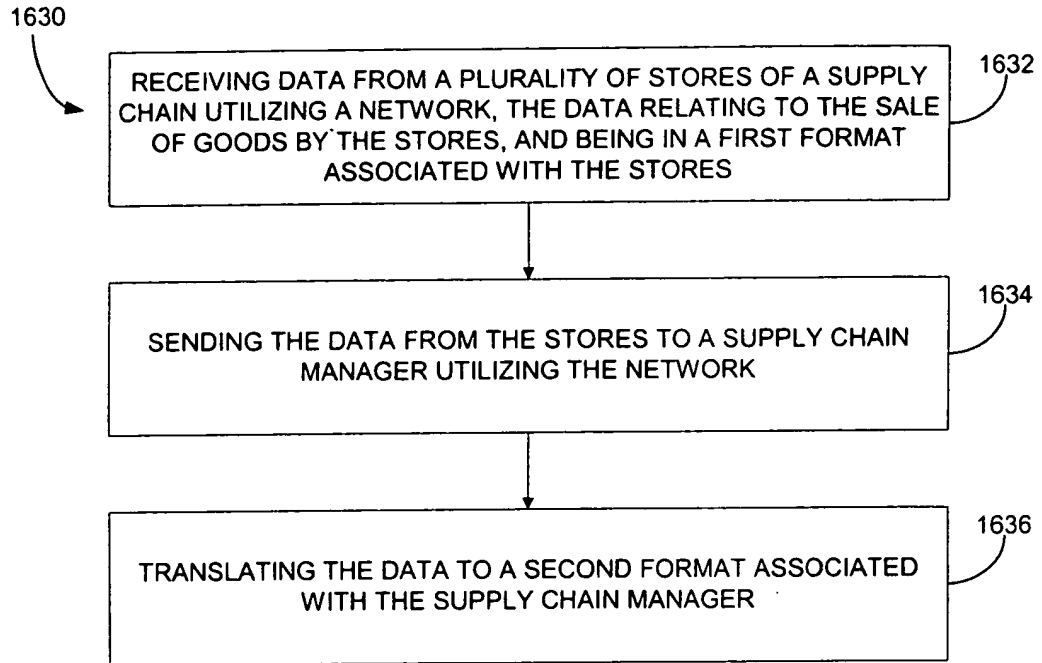 1630
RECEIVING DATA FROM A PLURALITY OF STORES OF A SUPPLY
CHAIN UTILIZING A NETWORK, THE DATA RELATING TO THE SALE
OF GOODS BY THE STORES, AND BEING IN A FIRST FORMAT
ASSOCIATED WITH THE STORES
1632
SENDING THE DATA FROM THE STORES TO A SUPPLY CHAIN
MANAGER UTILIZING THE NETWORK
1634
TRANSLATING THE DATA TO A SECOND FORMAT ASSOCIATED
WITH THE SUPPLY CHAIN MANAGER
1636